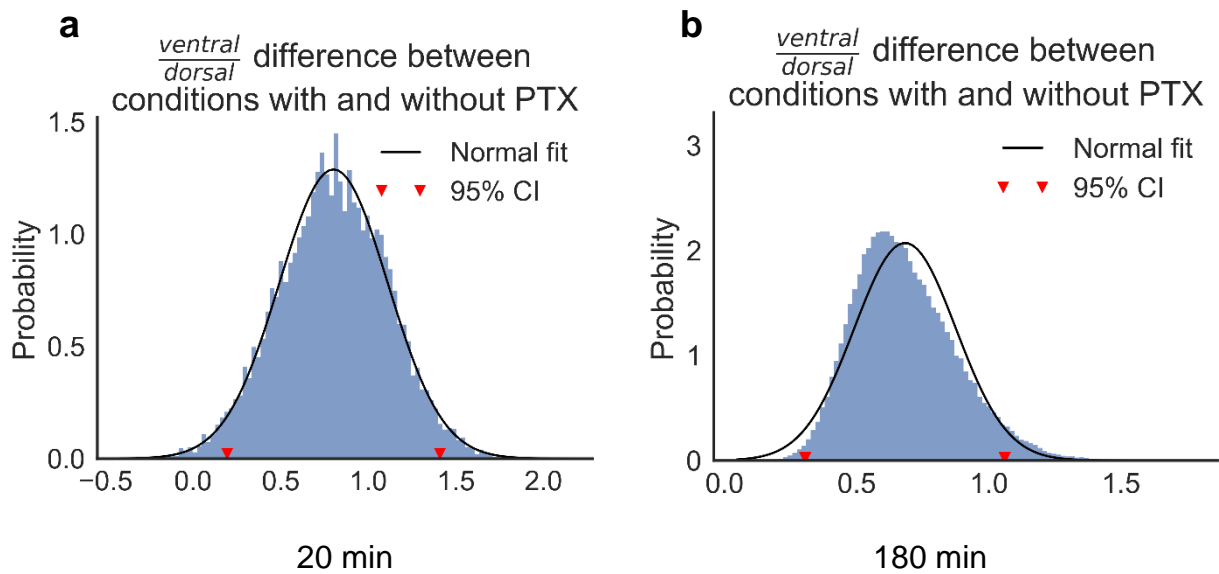 a
ventral
dorsal difference between
conditions with and without PTX
1.5
1.0
0.5
0.0
Probability
Normal fit
95% CI
−0.5 0.0 0.5 1.0 1.5 2.0
20 min
b
ventral
dorsal difference between
conditions with and without PTX
3
2
1
0
Probability
Normal fit
95% CI
0.0 0.5 1.0 1.5
180 min